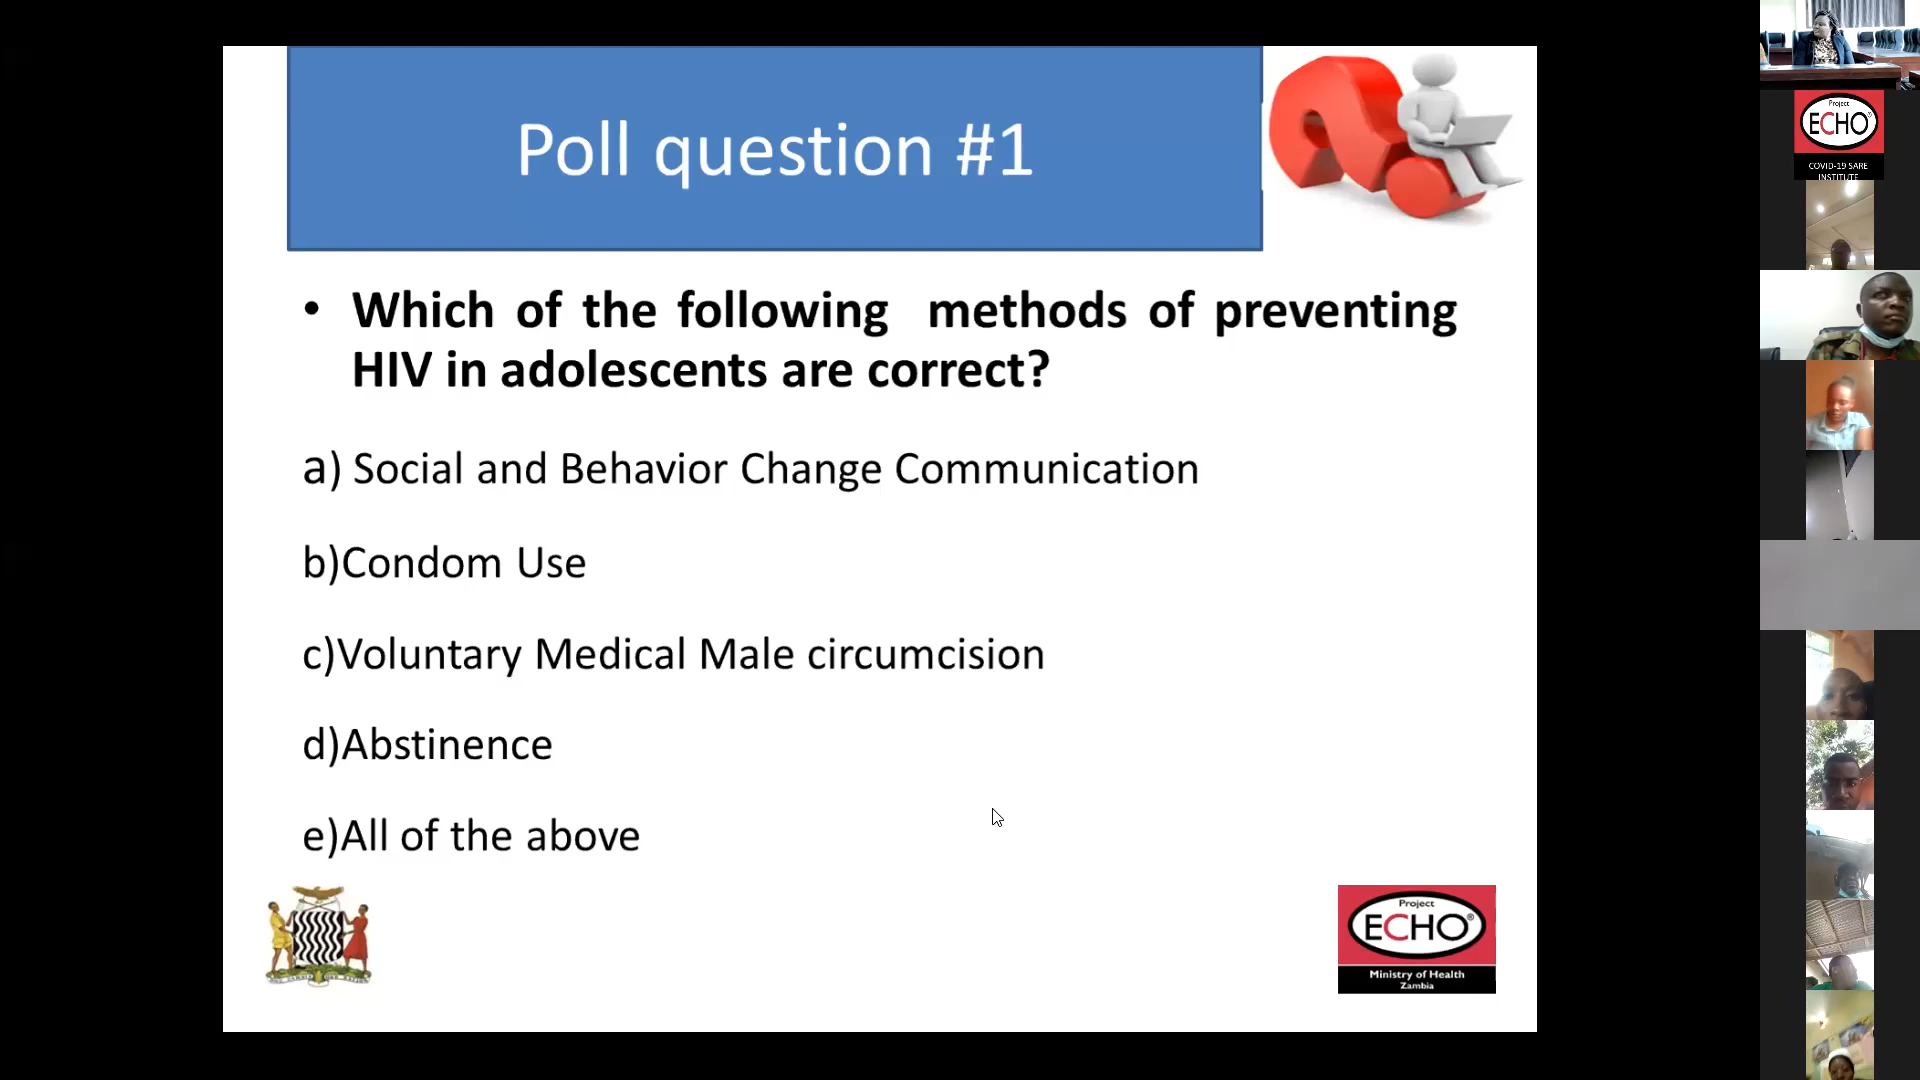 Poll question #1
• Which of the following methods of preventing
HIV in adolescents are correct?
a) Social and Behavior Change Communication
b)Condom Use
c)Voluntary Medical Male circumcision
d)Abstinence
e)All of the above
Project
ECHO®
Ministry of Health
Zambia
Project
ECHO®
COVID-19 SARE
INSTITUTE